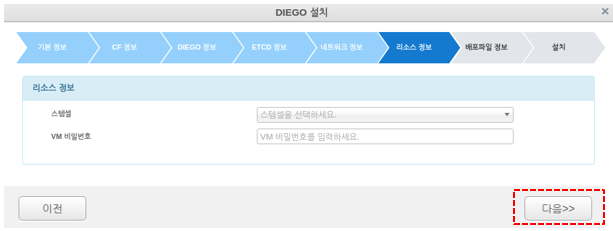 DIEGO 설치
기본 정보
CF 정보
DIEGO 정보
ETCD 정보
네트워크 정보
리소스 정보
배포파일 정보
설치
리소스 정보
스템셀
스템셀을 선택하세요.
VM 비밀번호
VM 비밀번호를 입력하세요.
이전
다음>>